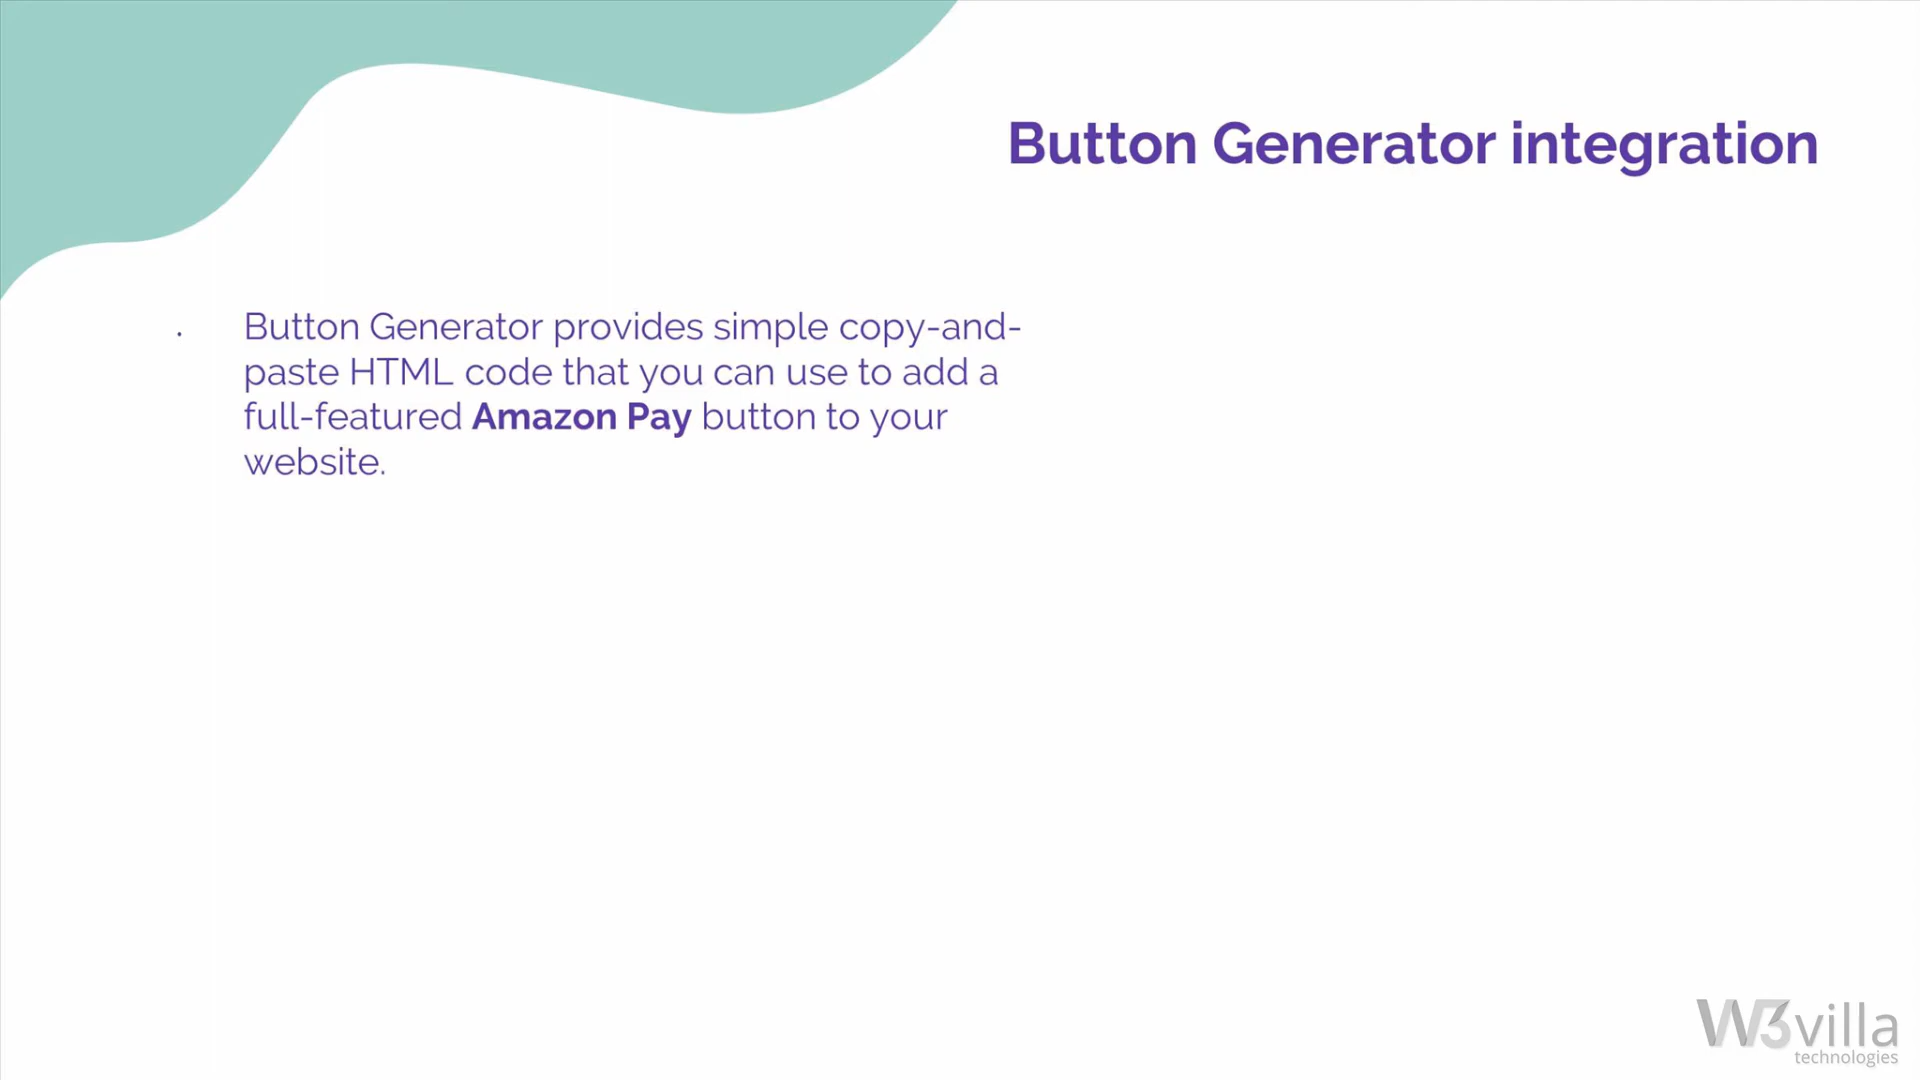 Button Generator integration
· Button Generator provides simple copy-and-
paste HTML code that you can use to add a
full-featured Amazon Pay button to your
website.
W3villa
technologies